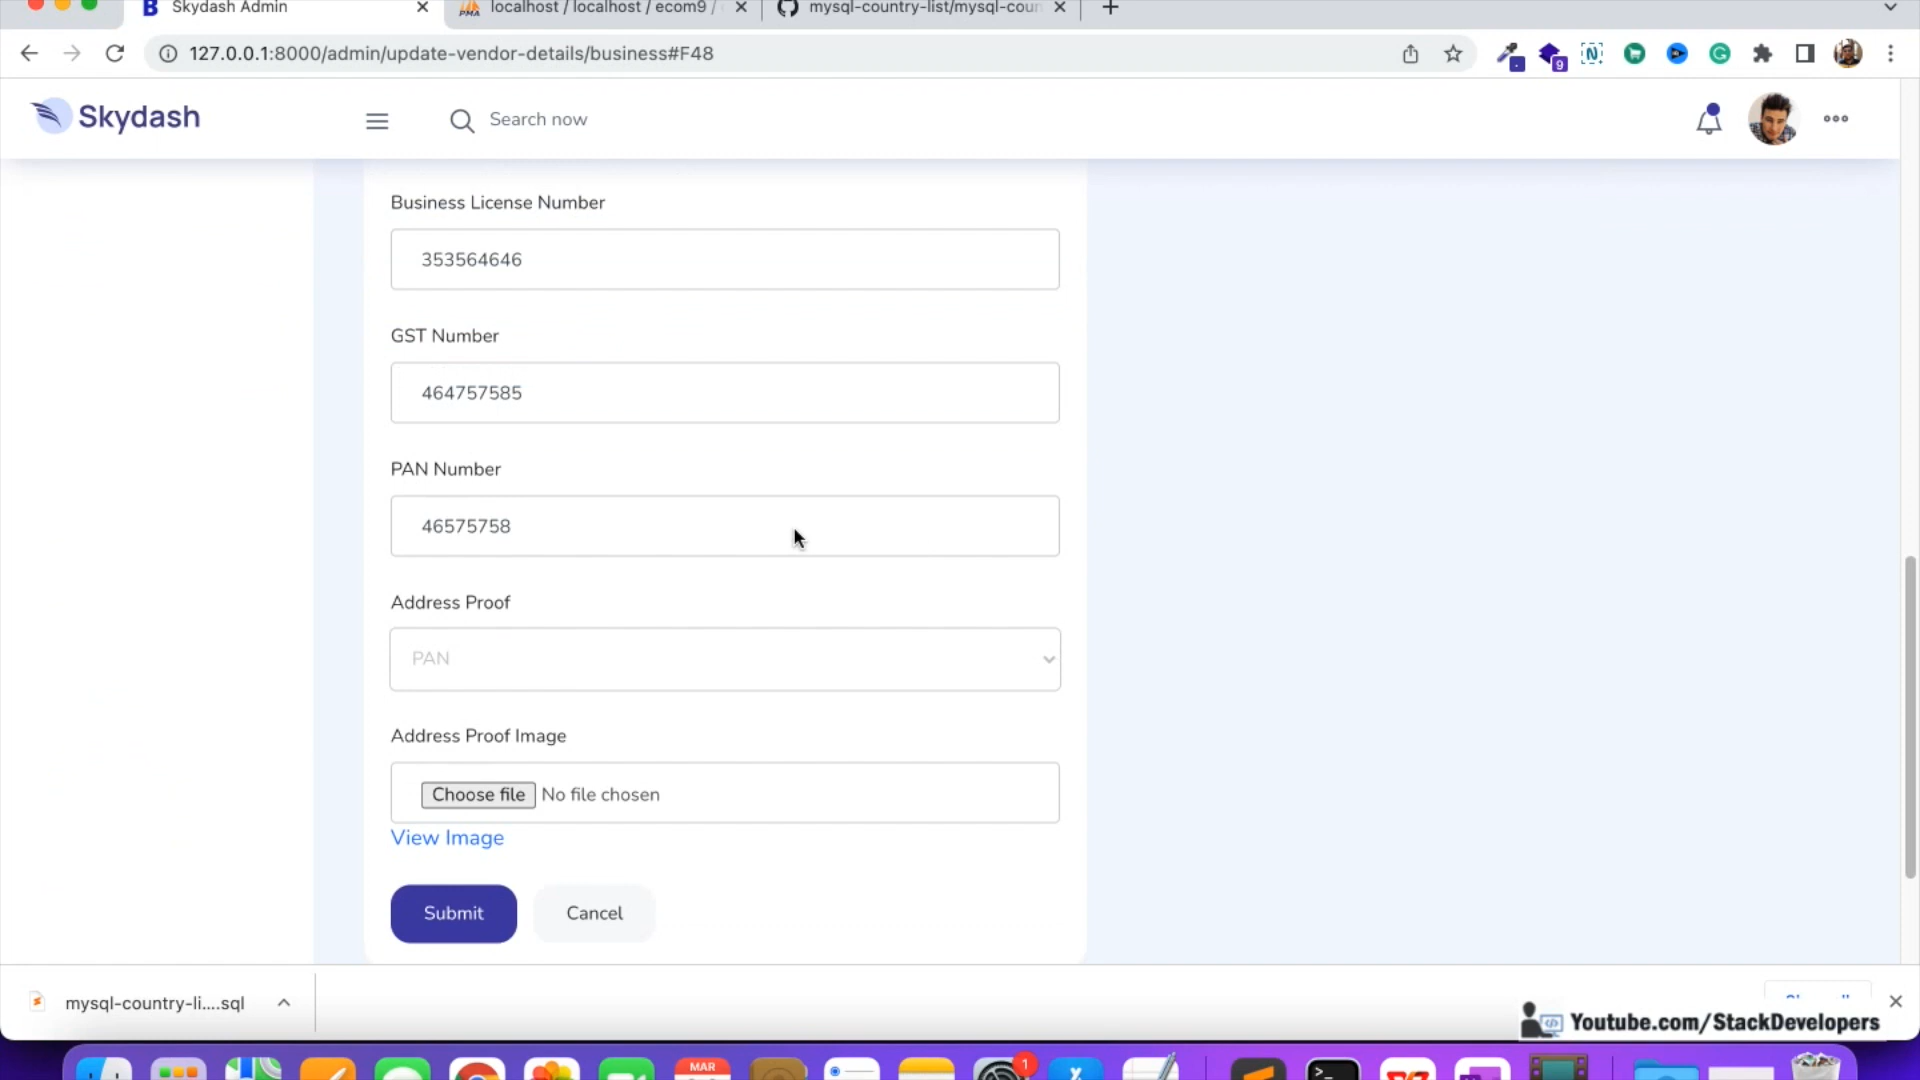 Skydash Admin
localhost / localhost / ecom9 /
mysql-country-list/mysql-coun
127.0.0.1:8000/admin/update-vendor-details/business#F48
9
Skydash
Search now
Business License Number
353564646
GST Number
464757585
PAN Number
46575758
Address Proof
PAN
Address Proof Image
Choose file No file chosen
View Image
Submit
Cancel
mysql-country-li....sql
Youtube.com/StackDevelopers
MAR
1